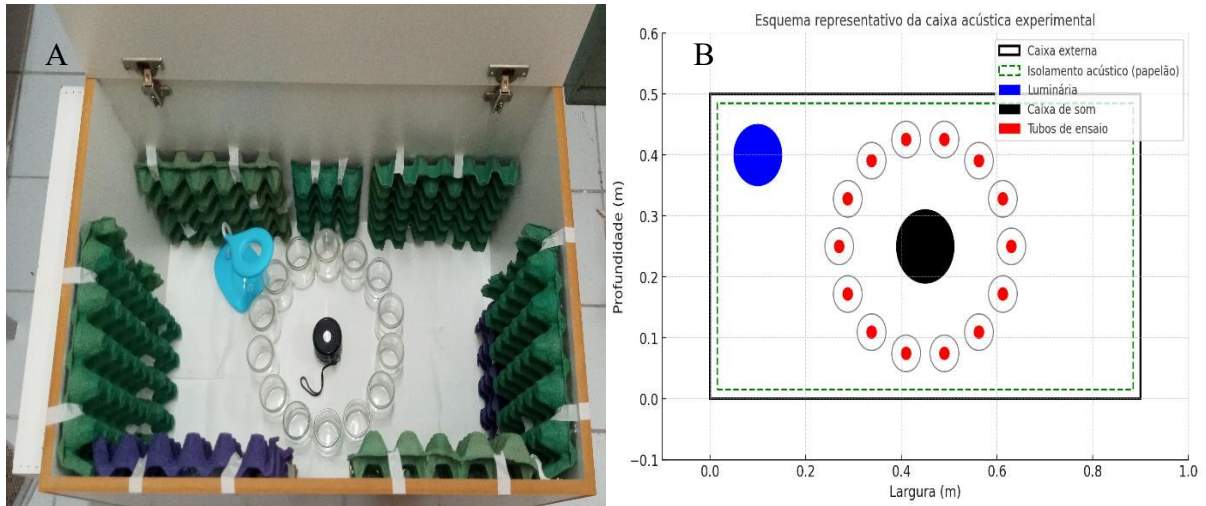 A
B
Esquema representativo da caixa acústica experimental
Caixa externa
Isolamento acústico (papelão)
Luminária
Caixa de som
Tubos de ensaio
Profundidade (m)
0.6
0.5
0.4
0.3
0.2
0.1
0.0
−0.1
0.0 0.2 0.4 0.6 0.8 1.0
Largura (m)